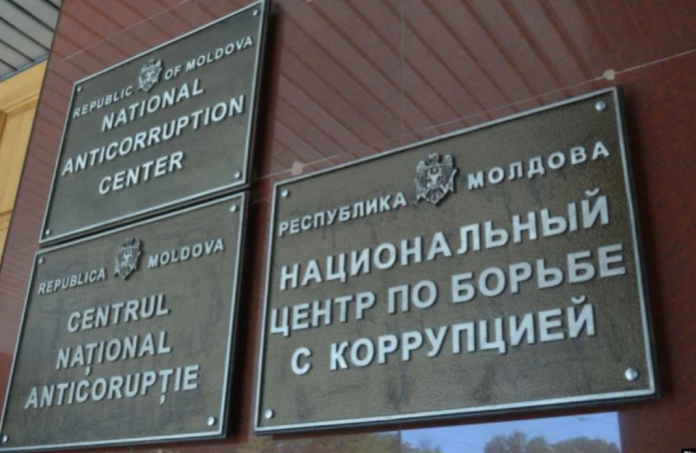 REPUBLIC OF MOLDOVA
NATIONAL
ANTICORRUPTION
CENTER
REPUBLICA MOLDOVA
CENTRUL
NAȚIONAL
ANTICORUPȚIE
РЕСПУБЛИКА МОЛДОВА
НАЦИОНАЛЬНЫЙ
ЦЕНТР ПО БОРЬБЕ
С КОРРУПЦИЕЙ